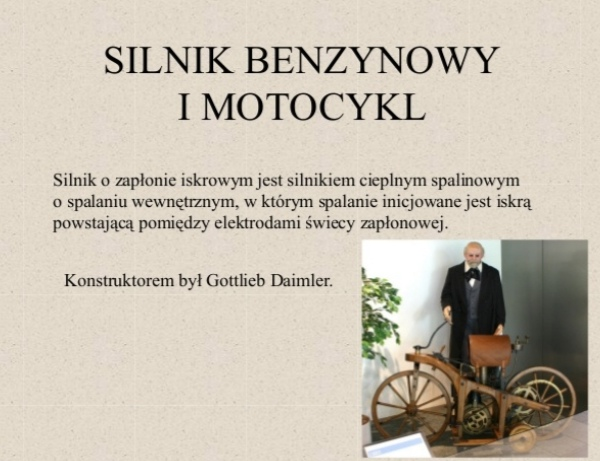 SILNIK BENZYNOWY
I MOTOCYKL
Silnik o zapłonie iskrowym jest silnikiem cieplnym spalinowym
o spalaniu wewnętrznym, w którym spalanie inicjowane jest iskrą
powstającą pomiędzy elektrodami świecy zapłonowej.
Konstruktorem był Gottlieb Daimler.